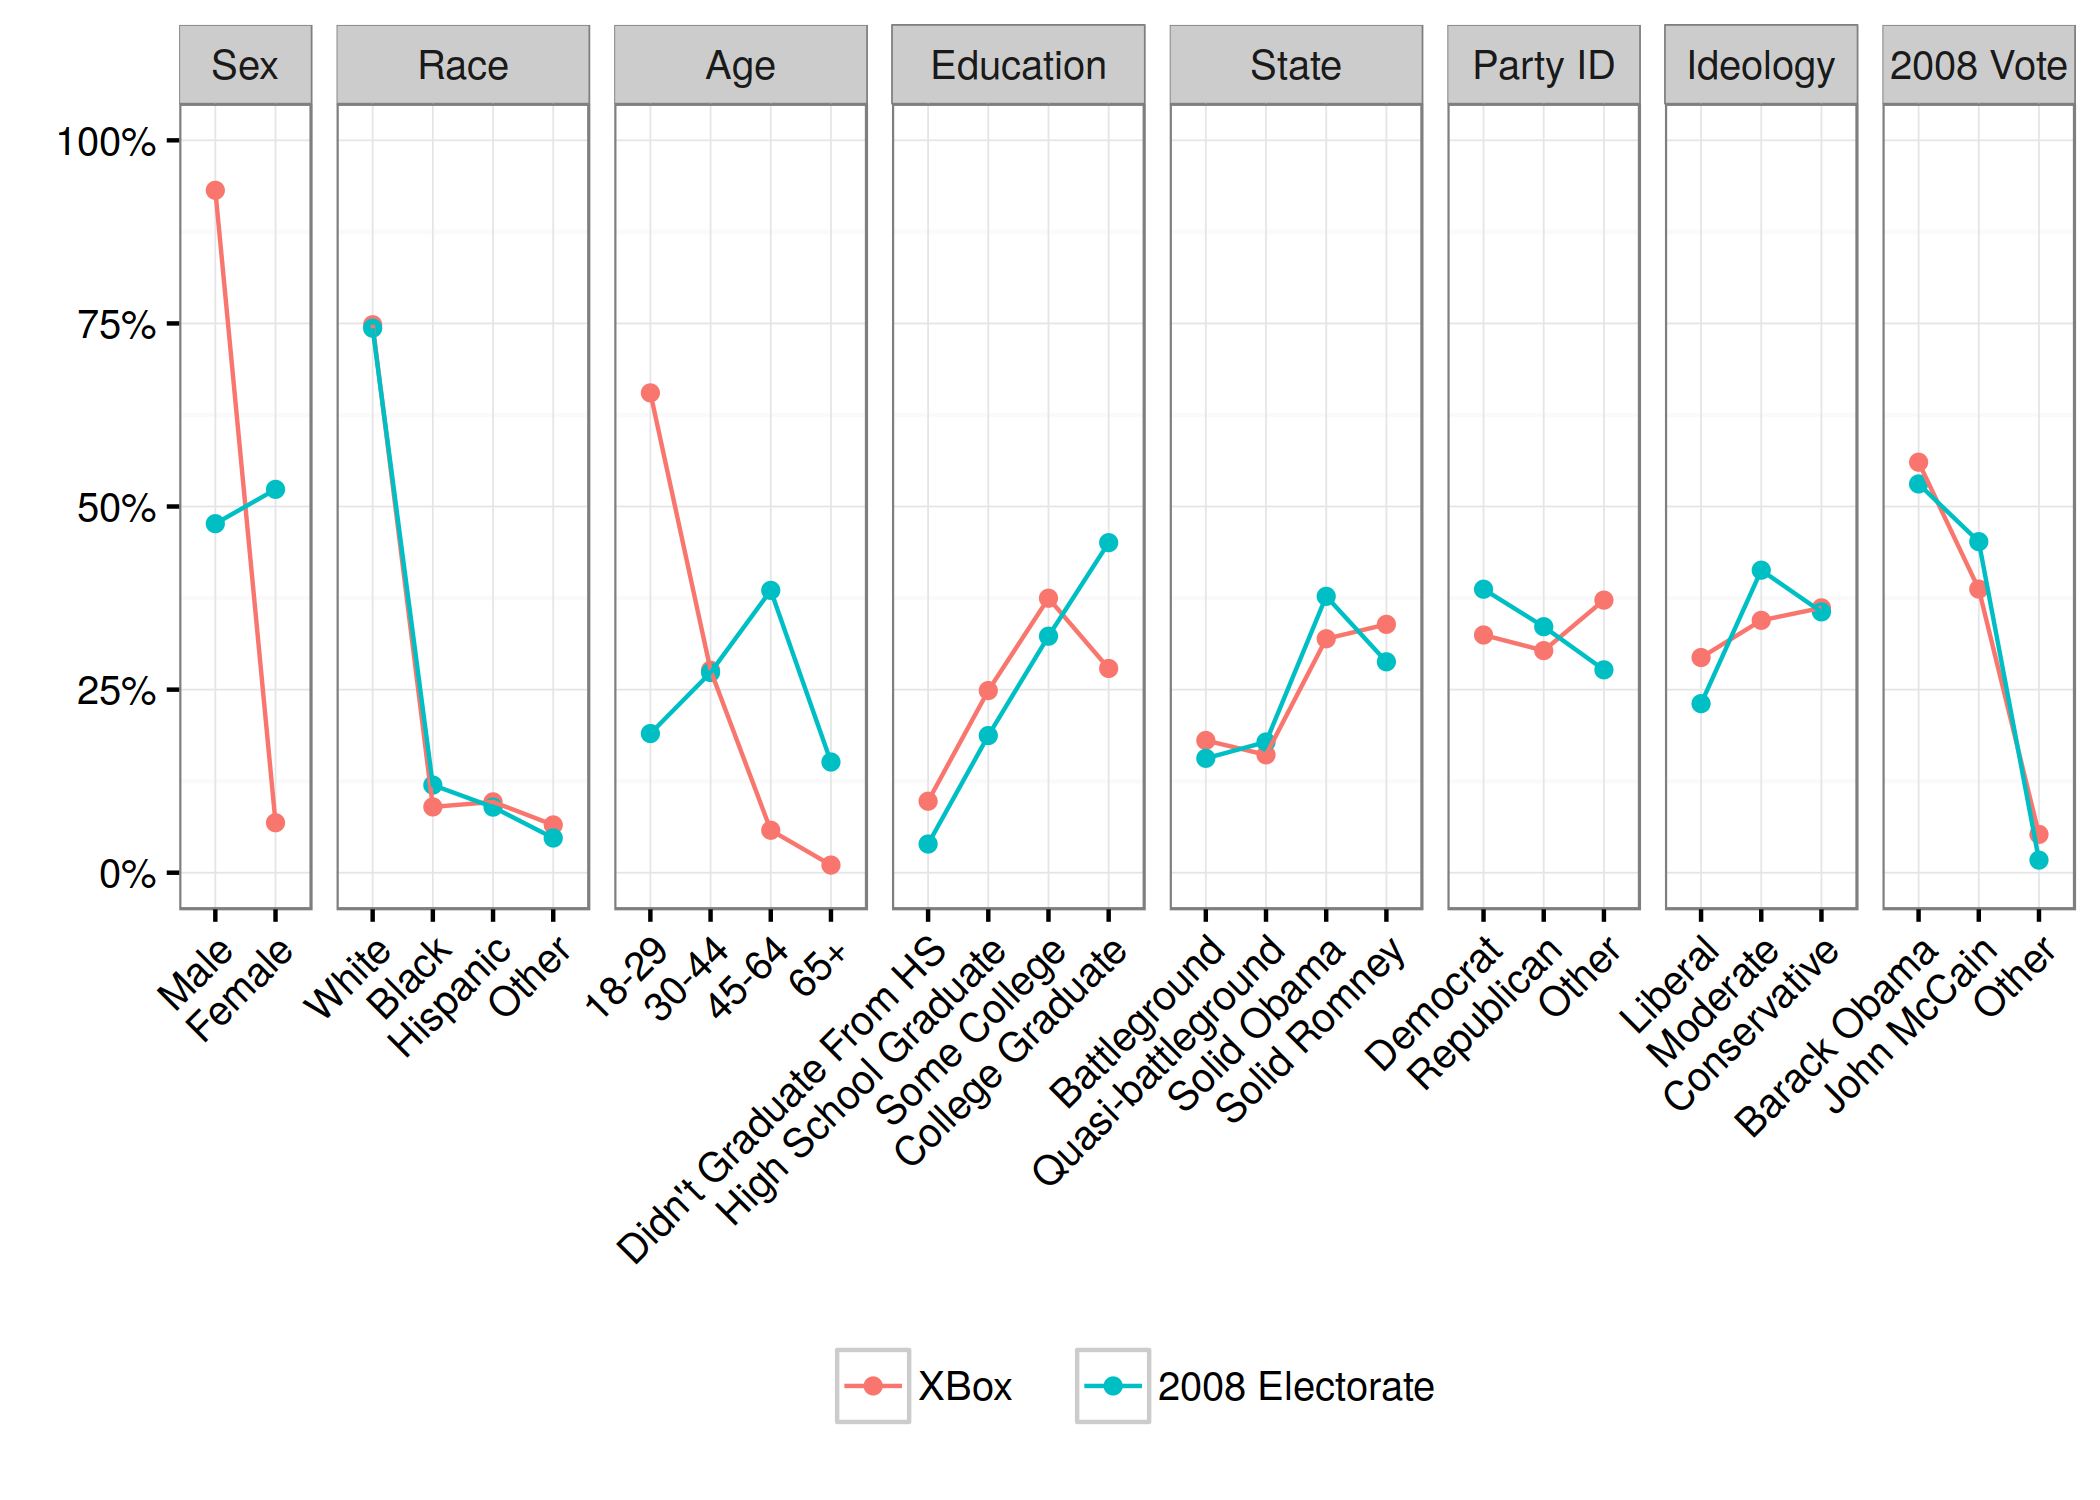 Sex Race Age Education State Party ID Ideology 2008 Vote
100%
75%
50%
25%
0%
Male
Female
White
Black
Hispanic
Other
18-29
30-44
45-64
65+
Didn't Graduate From HS
High School Graduate
Some College
College Graduate
Battleground
Quasi-battleground
Solid Obama
Solid Romney
Democrat
Republican
Other
Liberal
Moderate
Conservative
Barack Obama
John McCain
Other
XBox 2008 Electorate